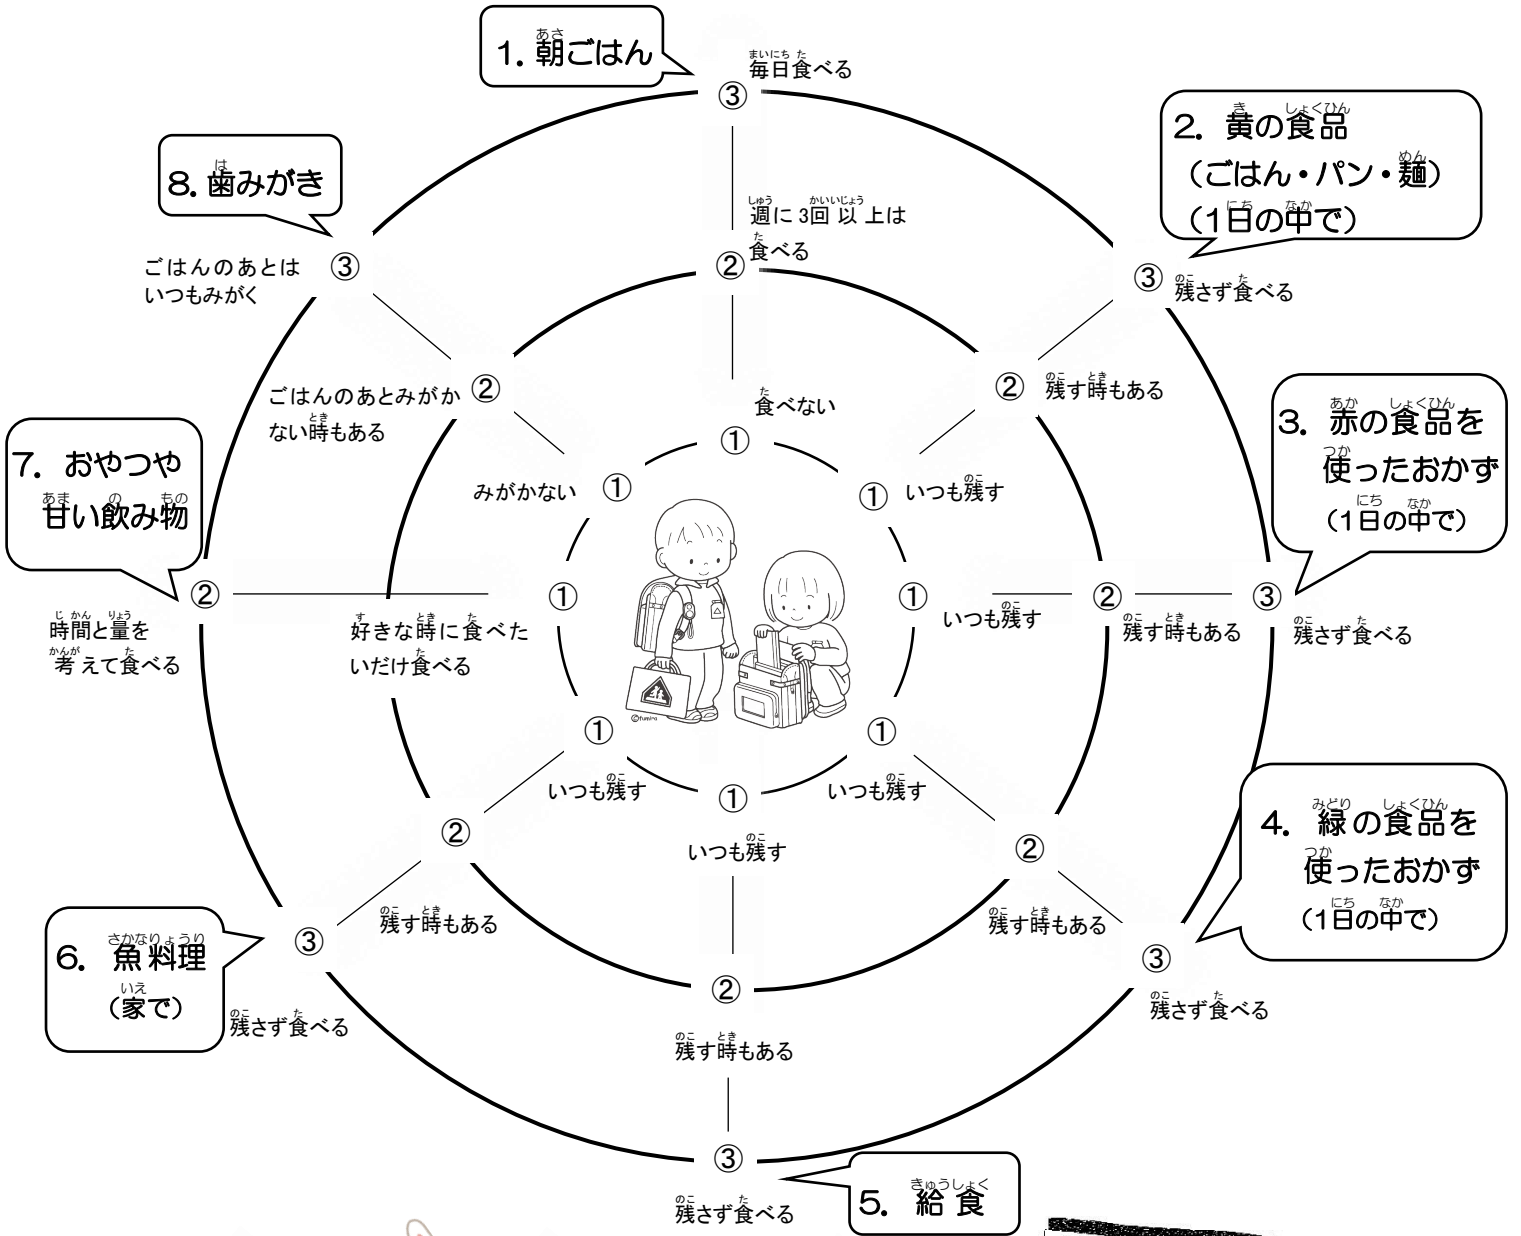 1. 朝ごはん
③ 毎日食べる
② 週に3回以上は
食べる
① 食べない
2. 黄の食品
(ごはん・パン・麺)
(1日の中で)
③ 残さず食べる
② 残す時もある
① いつも残す
3. 赤の食品を
使ったおかず
(1日の中で)
③ 残さず食べる
② 残す時もある
① いつも残す
4. 緑の食品を
使ったおかず
(1日の中で)
③ 残さず食べる
② 残す時もある
① いつも残す
5. 給食
③ 残さず食べる
② 残す時もある
① いつも残す
6. 魚料理
(家で)
③ 残さず食べる
② 残す時もある
① いつも残す
7. おやつや
甘い飲み物
② 時間と量を
考えて食べる
① 好きな時に食べた
いだけ食べる
8. 歯みがき
③ ごはんのあとは
いつもみがく
② ごはんのあとみがか
ない時もある
① みがかない
©fumira